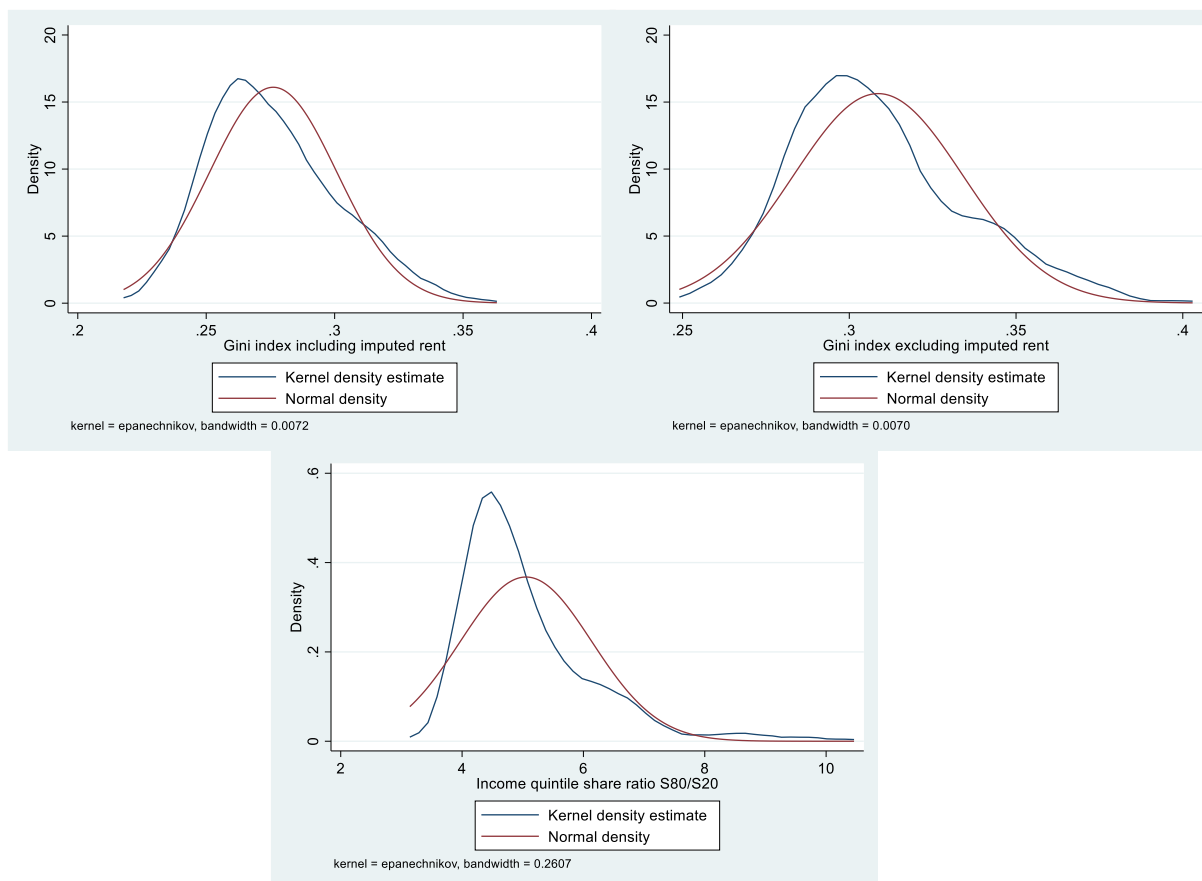 20
15
10
5
0
Density
.2 .25 .3 .35 .4
Gini index including imputed rent
Kernel density estimate
Normal density
kernel = epanechnikov, bandwidth = 0.0072
20
15
10
5
0
Density
.25 .3 .35 .4
Gini index excluding imputed rent
Kernel density estimate
Normal density
kernel = epanechnikov, bandwidth = 0.0070
.6
.4
.2
0
Density
2 4 6 8 10
Income quintile share ratio S80/S20
Kernel density estimate
Normal density
kernel = epanechnikov, bandwidth = 0.2607